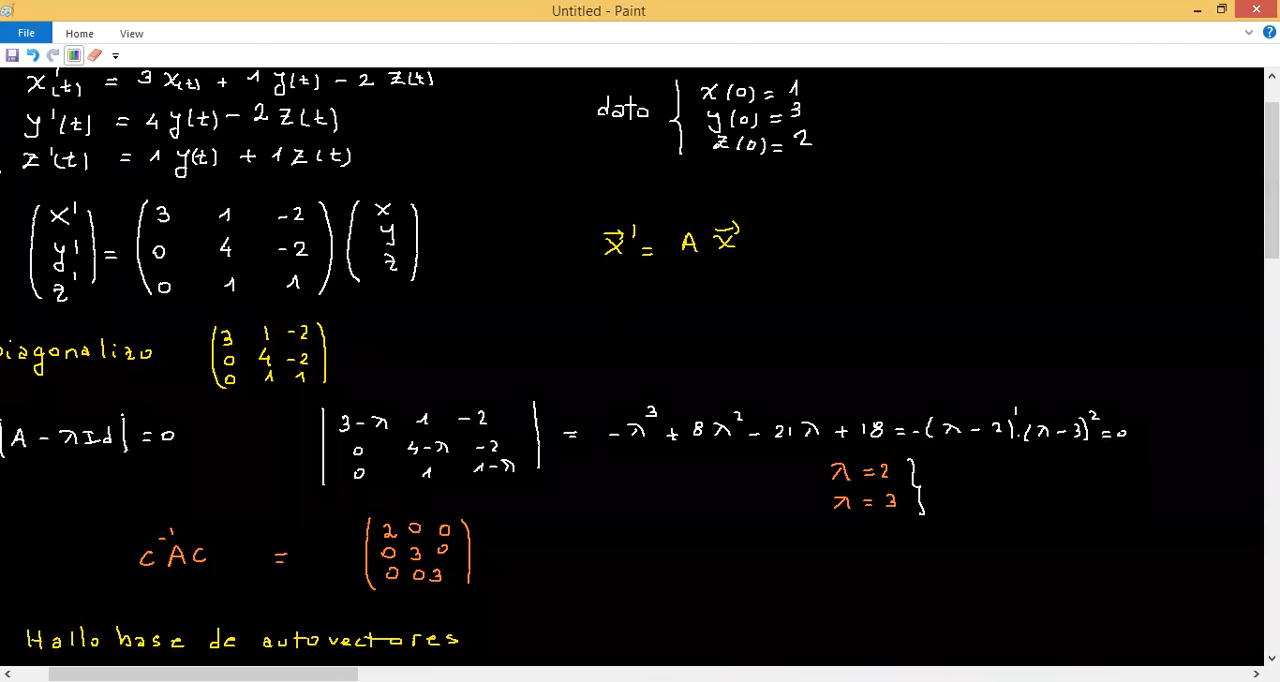 Untitled - Paint
File Home View
x'(t) = 3 x(t) + 1 y(t) - 2 z(t)
y'(t) = 4 y(t) - 2 z(t)
z'(t) = 1 y(t) + 1 z(t)
dato { x(0) = 1
y(0) = 3
z(0) = 2
(x' = (3 1 -2) (x
y' 0 4 -2 y
z') 0 1 1) z)
x⃗' = A x⃗
Diagonalizo (3 1 -2
0 4 -2
0 1 1)
|A - λId| = 0
|3-λ 1 -2
0 4-λ -2
0 1 1-λ| = -λ³ + 8λ² - 21λ + 18 = -(λ-2)¹·(λ-3)² = 0
λ = 2
λ = 3 }
C⁻¹AC = (2 0 0
0 3 0
0 0 3)
Hallo base de autovectores